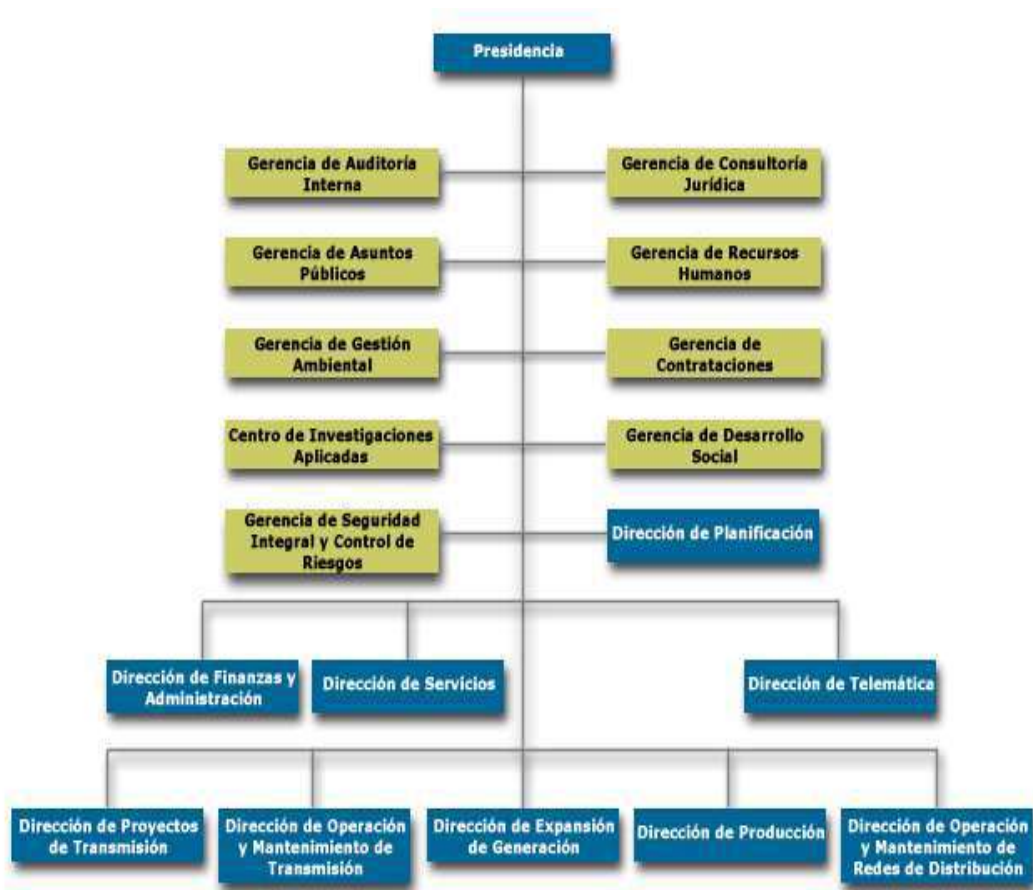 Presidencia
Gerencia de Auditoría
Interna
Gerencia de Consultoría
Jurídica
Gerencia de Asuntos
Públicos
Gerencia de Recursos
Humanos
Gerencia de Gestión
Ambiental
Gerencia de
Contrataciones
Centro de Investigaciones
Aplicadas
Gerencia de Desarrollo
Social
Gerencia de Seguridad
Integral y Control de
Riesgos
Dirección de Planificación
Dirección de Finanzas y
Administración
Dirección de Servicios
Dirección de Telemática
Dirección de Proyectos
de Transmisión
Dirección de Operación
y Mantenimiento de
Transmisión
Dirección de Expansión
de Generación
Dirección de Producción
Dirección de Operación
y Mantenimiento de
Redes de Distribución